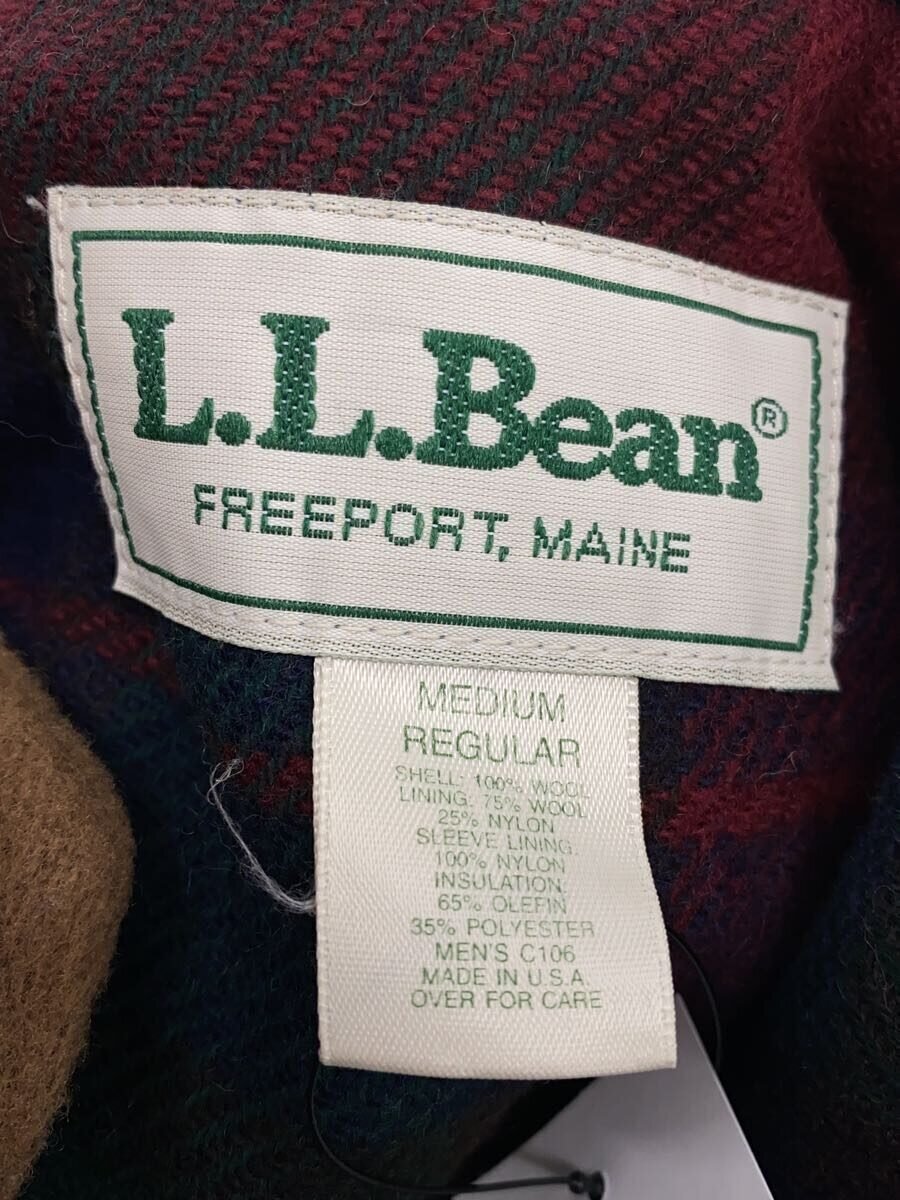 L.L.Bean®
FREEPORT, MAINE
MEDIUM
REGULAR
SHELL: 100% WOOL
LINING: 75% WOOL
25% NYLON
SLEEVE LINING:
100% NYLON
INSULATION:
65% OLEFIN
35% POLYESTER
MEN'S C106
MADE IN U.S.A.
OVER FOR CARE